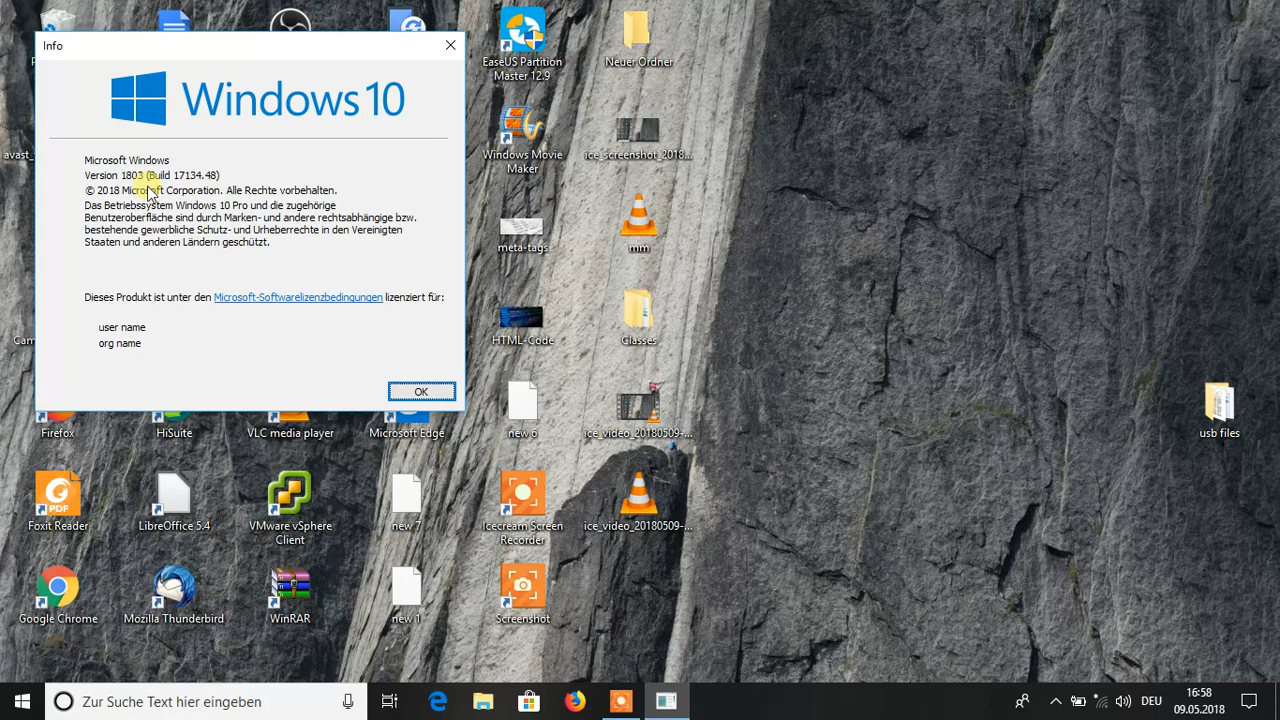 Info
Windows 10
Microsoft Windows
Version 1803 (Build 17134.48)
© 2018 Microsoft Corporation. Alle Rechte vorbehalten.
Das Betriebssystem Windows 10 Pro und die zugehörige
Benutzeroberfläche sind durch Marken- und andere rechtsabhängige bzw.
bestehende gewerbliche Schutz- und Urheberrechte in den Vereinigten
Staaten und anderen Ländern geschützt.
Dieses Produkt ist unter den Microsoft-Softwarelizenzbedingungen lizenziert für:
user name
org name
OK
EaseUS Partition
Master 12.9
Neuer Ordner
Windows Movie
Maker
ice_screenshot_2018...
meta-tags
mm
HTML-Code
Classes
Firefox
HiSuite
VLC media player
Microsoft Edge
new 6
ice_video_20180509-...
usb files
Foxit Reader
PDF
LibreOffice 5.4
VMware vSphere
Client
new 7
Icecream Screen
Recorder
ice_video_20180509-...
Google Chrome
Mozilla Thunderbird
WinRAR
new 1
Screenshot
Zur Suche Text hier eingeben
DEU
16:58
09.05.2018